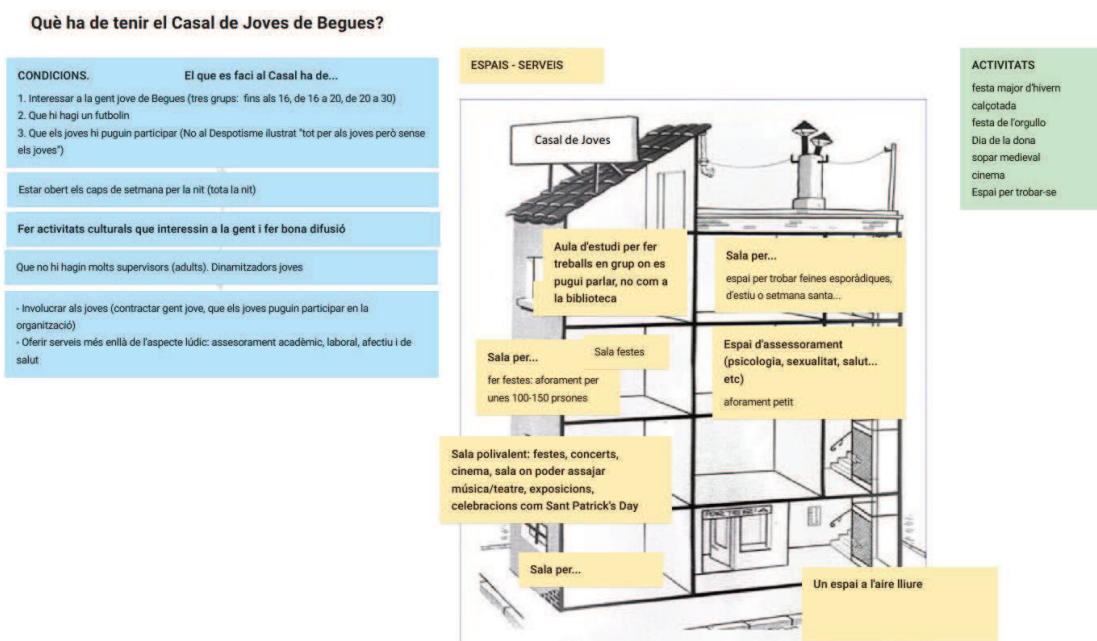 Què ha de tenir el Casal de Joves de Begues?
CONDICIONS. El que es faci al Casal ha de...
1. Interessar a la gent jove de Begues (tres grups: fins als 16, de 16 a 20, de 20 a 30)
2. Que hi hagi un futbolin
3. Que els joves hi puguin participar (No al Despotisme ilustrat "tot per als joves però sense
els joves")
Estar obert els caps de setmana per la nit (tota la nit)
Fer activitats culturals que interessin a la gent i fer bona difusió
Que no hi hagin molts supervisors (adults). Dinamitzadors joves
- Involucrar als joves (contractar gent jove, que els joves puguin participar en la
organització)
- Oferir serveis més enllà de l'aspecte lúdic: assesorament acadèmic, laboral, afectiu i de
salut
ESPAIS - SERVEIS
Casal de Joves
Aula d'estudi per fer
treballs en grup on es
pugui parlar, no com a
la biblioteca
Sala per...
espai per trobar feines esporàdiques,
d'estiu o setmana santa...
Sala per...
fer festes: aforament per
unes 100-150 prsones
Sala festes
Espai d'assessorament
(psicologia, sexualitat, salut...
etc)
aforament petit
Sala polivalent: festes, concerts,
cinema, sala on poder assajar
música/teatre, exposicions,
celebracions com Sant Patrick's Day
Sala per...
Un espai a l'aire lliure
ACTIVITATS
festa major d'hivern
calçotada
festa de l'orgullo
Dia de la dona
sopar medieval
cinema
Espai per trobar-se